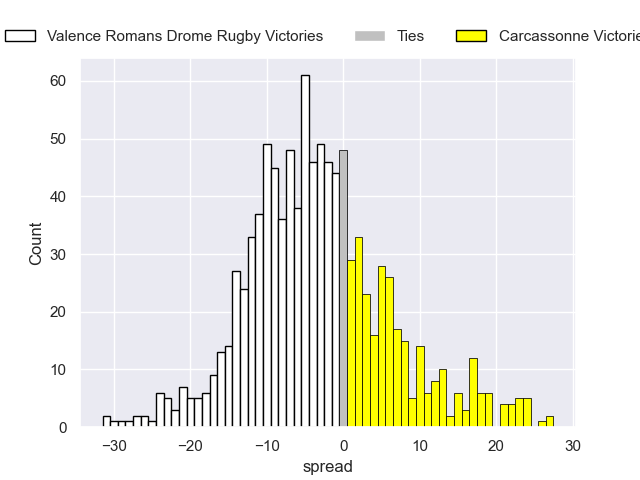 Valence Romans Drome Rugby Victories Ties Carcassonne Victorie
60
50
40
30
20
10
0
Count
−30 −20 −10 0 10 20 30
spread